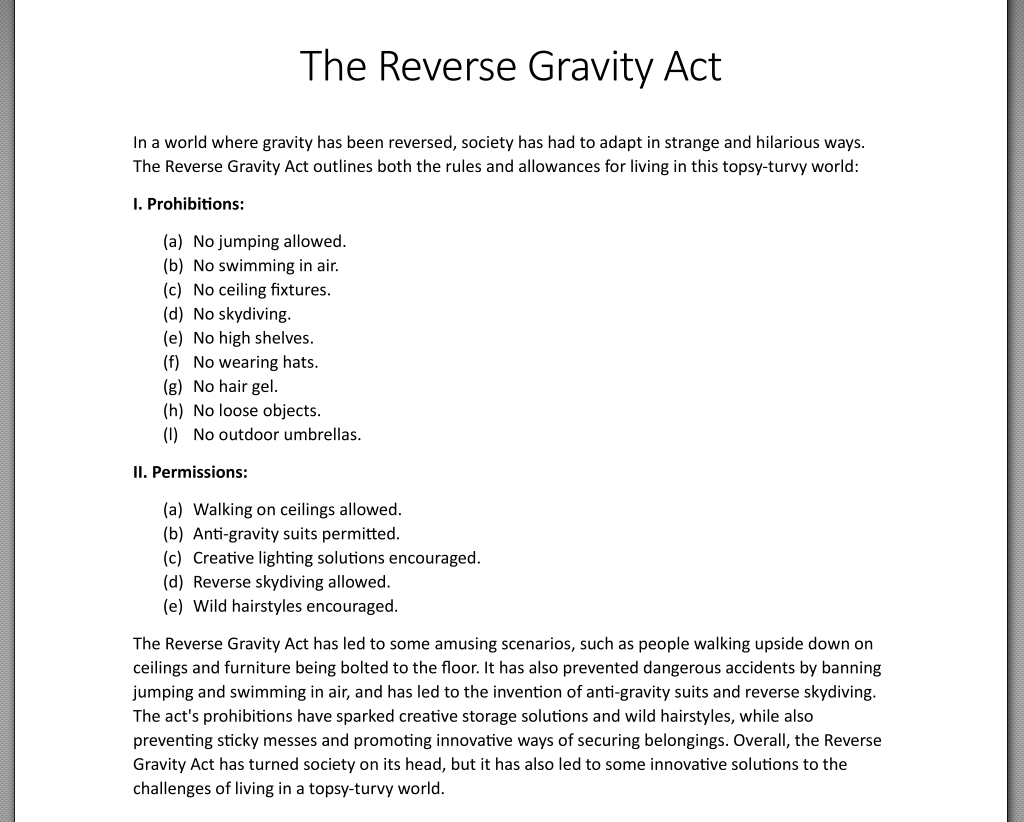 The Reverse Gravity Act
In a world where gravity has been reversed, society has had to adapt in strange and hilarious ways.
The Reverse Gravity Act outlines both the rules and allowances for living in this topsy-turvy world:
I. Prohibitions:
(a) No jumping allowed.
(b) No swimming in air.
(c) No ceiling fixtures.
(d) No skydiving.
(e) No high shelves.
(f) No wearing hats.
(g) No hair gel.
(h) No loose objects.
(l) No outdoor umbrellas.
II. Permissions:
(a) Walking on ceilings allowed.
(b) Anti-gravity suits permitted.
(c) Creative lighting solutions encouraged.
(d) Reverse skydiving allowed.
(e) Wild hairstyles encouraged.
The Reverse Gravity Act has led to some amusing scenarios, such as people walking upside down on
ceilings and furniture being bolted to the floor. It has also prevented dangerous accidents by banning
jumping and swimming in air, and has led to the invention of anti-gravity suits and reverse skydiving.
The act's prohibitions have sparked creative storage solutions and wild hairstyles, while also
preventing sticky messes and promoting innovative ways of securing belongings. Overall, the Reverse
Gravity Act has turned society on its head, but it has also led to some innovative solutions to the
challenges of living in a topsy-turvy world.